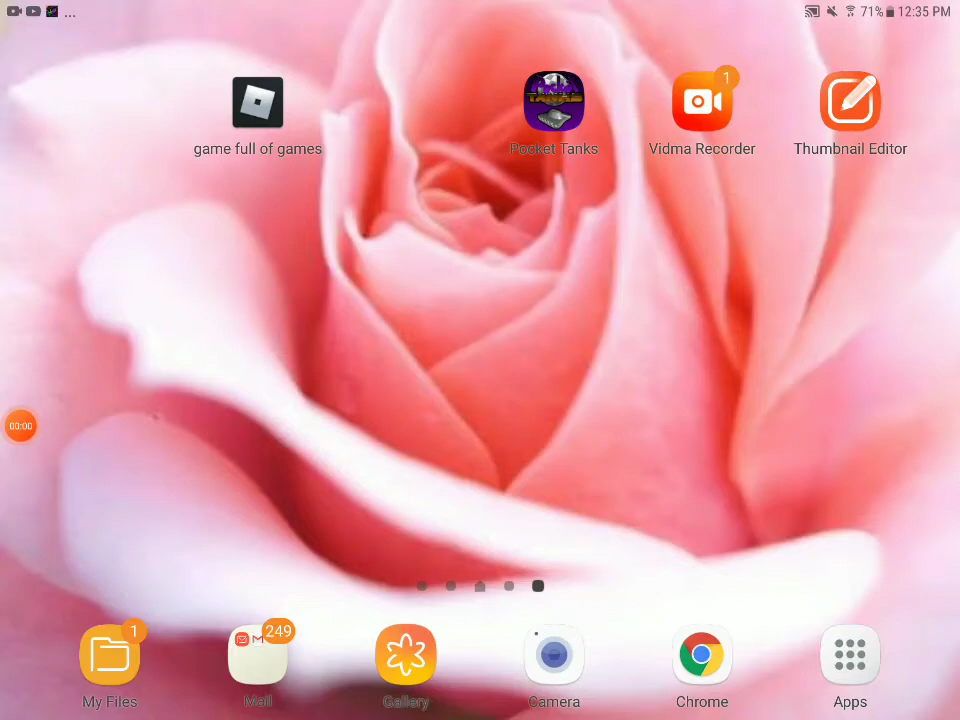 ... 71% 12:35 PM
1
game full of games Pocket Tanks Vidma Recorder Thumbnail Editor
00:00
1 249
My Files Mail Gallery Camera Chrome Apps